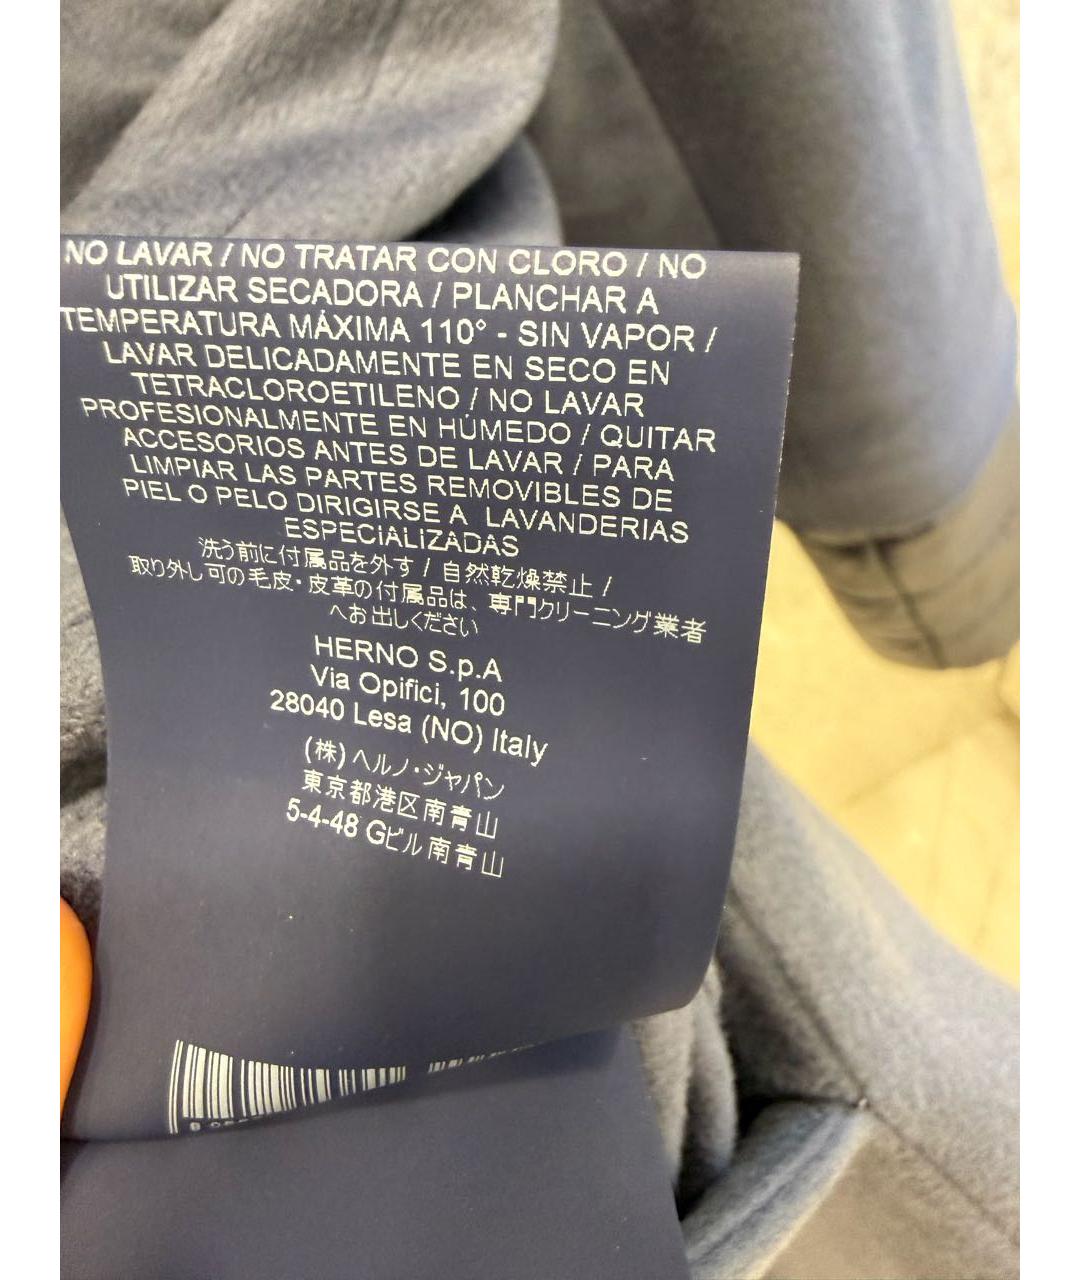 NO LAVAR / NO TRATAR CON CLORO / NO
UTILIZAR SECADORA / PLANCHAR A
TEMPERATURA MÁXIMA 110° - SIN VAPOR /
LAVAR DELICADAMENTE EN SECO EN
TETRACLOROETILENO / NO LAVAR
PROFESIONALMENTE EN HÚMEDO / QUITAR
ACCESORIOS ANTES DE LAVAR / PARA
LIMPIAR LAS PARTES REMOVIBLES DE
PIEL O PELO DIRIGIRSE A LAVANDERIAS
ESPECIALIZADAS
洗う前に付属品を外す / 自然乾燥禁止 /
取り外し可の毛皮・皮革の付属品は、専門クリーニング業者
へお出しください
HERNO S.p.A
Via Opifici, 100
28040 Lesa (NO) Italy
(株) ヘルノ・ジャパン
東京都港区南青山
5-4-48 Gビル南青山